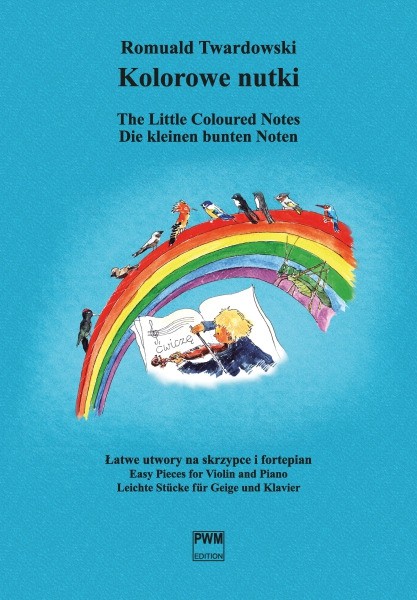 Romuald Twardowski
Kolorowe nutki
The Little Coloured Notes
Die kleinen bunten Noten
ćwiczę
Łatwe utwory na skrzypce i fortepian
Easy Pieces for Violin and Piano
Leichte Stücke für Geige und Klavier
PWM
EDITION